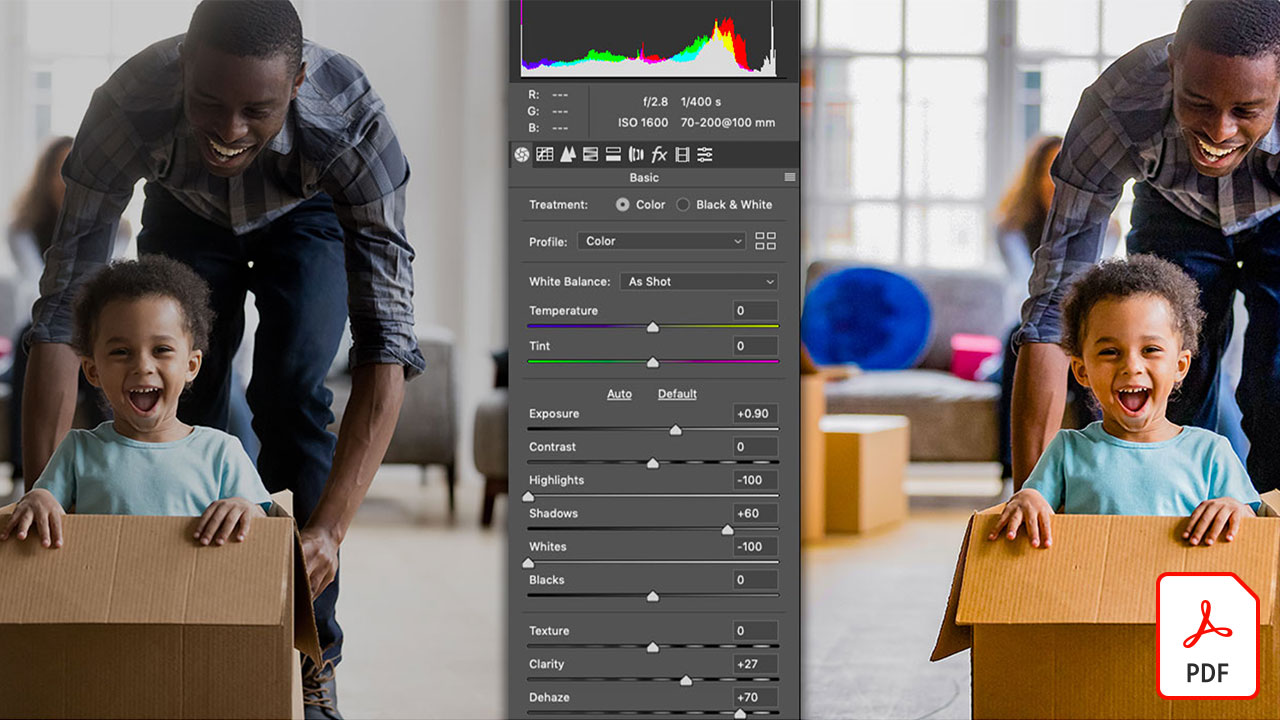 R: ---
G: ---
B: ---
f/2.8 1/400 s
ISO 1600 70-200@100 mm
fx
Basic
Treatment: Color Black & White
Profile: Color
White Balance: As Shot
Temperature 0
Tint 0
Auto Default
Exposure +0.90
Contrast 0
Highlights -100
Shadows +60
Whites -100
Blacks 0
Texture 0
Clarity +27
Dehaze +70
PDF